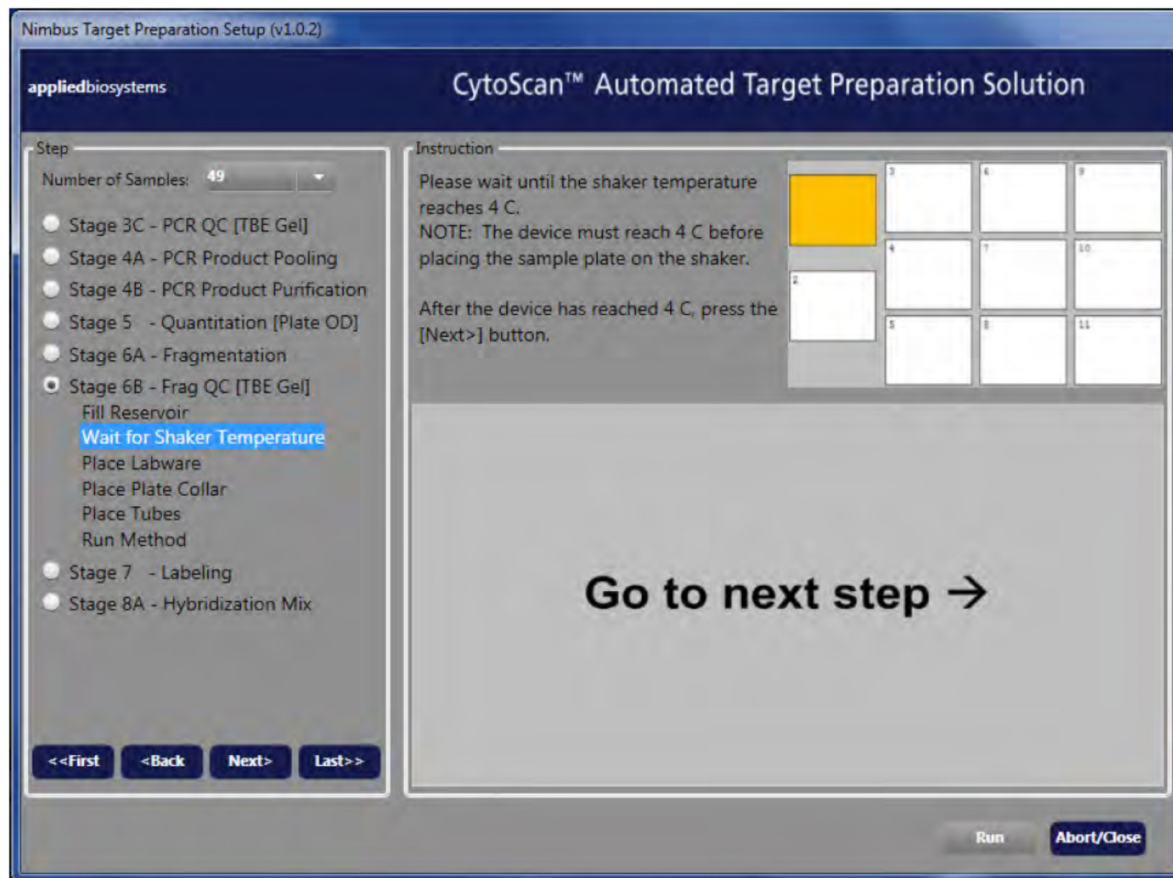 Nimbus Target Preparation Setup (v1.0.2)
appliedbiosystems
CytoScan™ Automated Target Preparation Solution
Step
Number of Samples: 49
Stage 3C - PCR QC [TBE Gel]
Stage 4A - PCR Product Pooling
Stage 4B - PCR Product Purification
Stage 5 - Quantitation [Plate OD]
Stage 6A - Fragmentation
Stage 6B - Frag QC [TBE Gel]
Fill Reservoir
Wait for Shaker Temperature
Place Labware
Place Plate Collar
Place Tubes
Run Method
Stage 7 - Labeling
Stage 8A - Hybridization Mix
<<First <Back Next> Last>>
Instruction
Please wait until the shaker temperature
reaches 4 C.
NOTE: The device must reach 4 C before
placing the sample plate on the shaker.
After the device has reached 4 C, press the
[Next>] button.
3 6 9
4 7 10
2
5 8 11
Go to next step →
Run Abort/Close